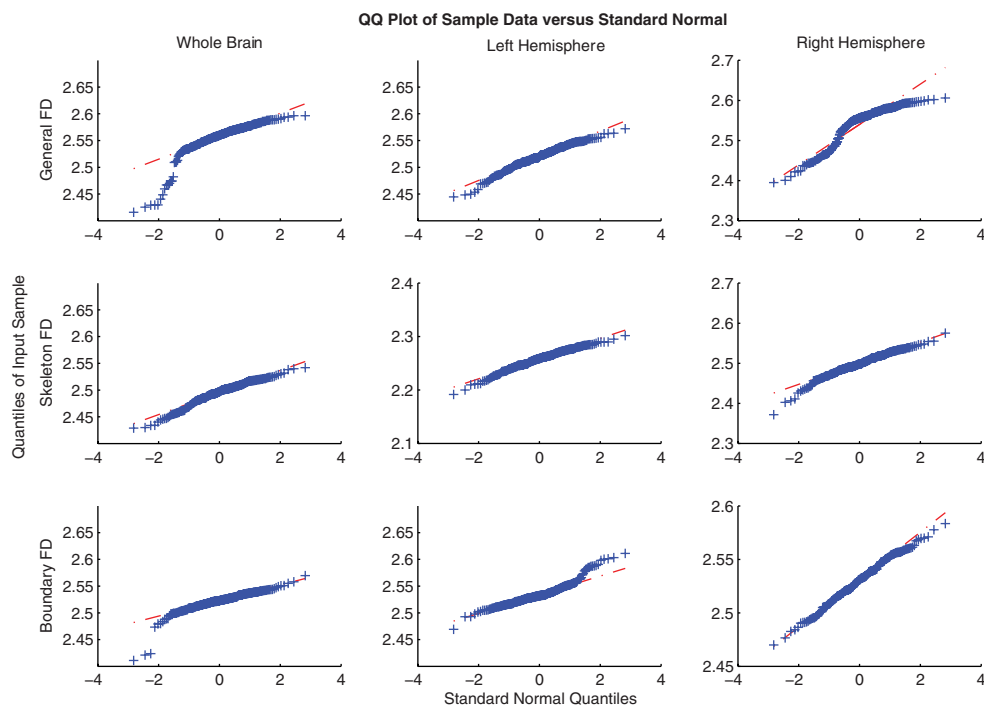 QQ Plot of Sample Data versus Standard Normal
Whole Brain
Left Hemisphere
Right Hemisphere
Quantiles of Input Sample
General FD
2.65
2.6
2.55
2.5
2.45
−4 −2 0 2 4
2.65
2.6
2.55
2.5
2.45
−4 −2 0 2 4
2.7
2.6
2.5
2.4
2.3
−4 −2 0 2 4
Skeleton FD
2.65
2.6
2.55
2.5
2.45
−4 −2 0 2 4
2.4
2.3
2.2
2.1
−4 −2 0 2 4
2.7
2.6
2.5
2.4
2.3
−4 −2 0 2 4
Boundary FD
2.65
2.6
2.55
2.5
2.45
−4 −2 0 2 4
2.65
2.6
2.55
2.5
2.45
−4 −2 0 2 4
2.6
2.55
2.5
2.45
−4 −2 0 2 4
Standard Normal Quantiles